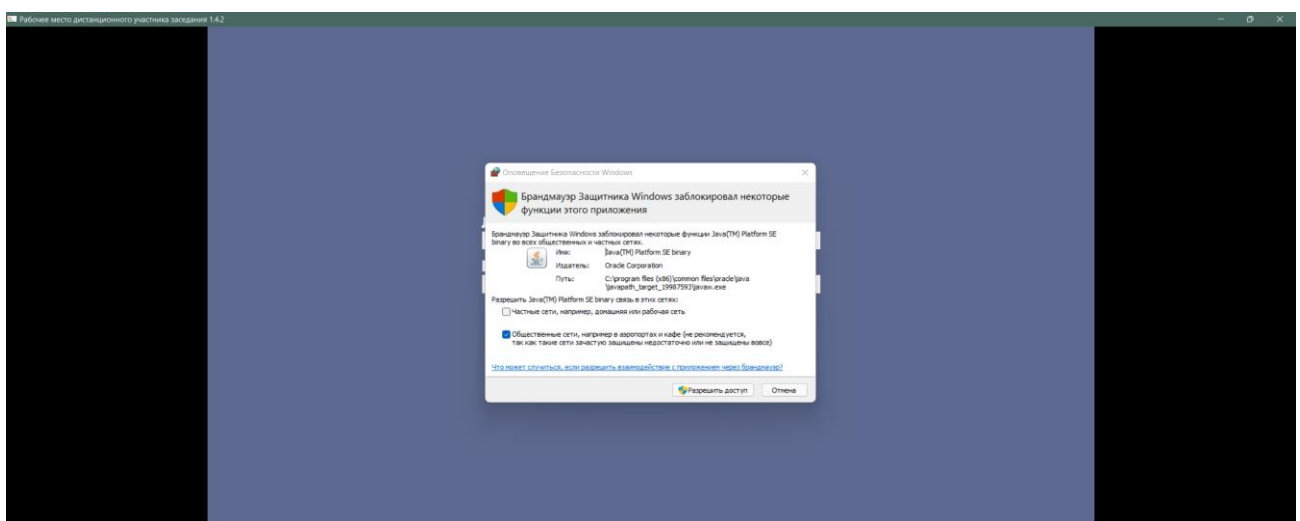 Рабочее место дистанционного участника заседания 1.4.2
Оповещение Безопасности Windows
Брандмауэр Защитника Windows заблокировал некоторые
функции этого приложения
Брандмауэр Защитника Windows заблокировал некоторые функции Java(TM) Platform SE
binary во всех общественных и частных сетях.
Имя: Java(TM) Platform SE binary
Издатель: Oracle Corporation
Путь: C:\program files (x86)\common files\oracle\java
\javapath_target_19987593\javaw.exe
Разрешить Java(TM) Platform SE binary связь в этих сетях:
Частные сети, например, домашняя или рабочая сеть
Общественные сети, например в аэропортах и кафе (не рекомендуется,
так как такие сети зачастую защищены недостаточно или не защищены вовсе)
Что может случиться, если разрешить взаимодействие с приложением через брандмауэр?
Разрешить доступ
Отмена